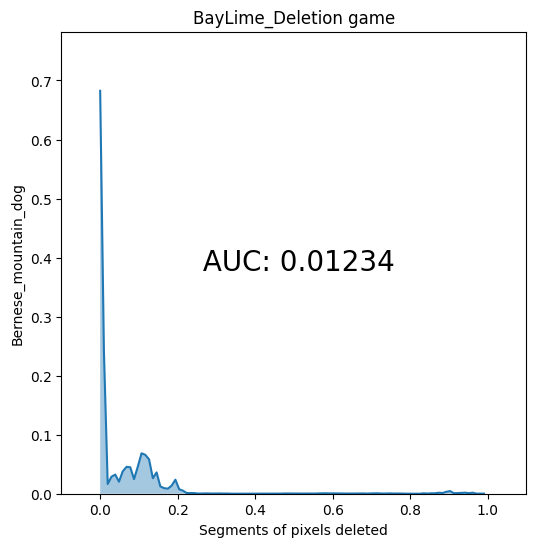 BayLime_Deletion game
0.7
0.6
0.5
0.4
0.3
0.2
0.1
0.0
Bernese_mountain_dog
AUC: 0.01234
0.0 0.2 0.4 0.6 0.8 1.0
Segments of pixels deleted